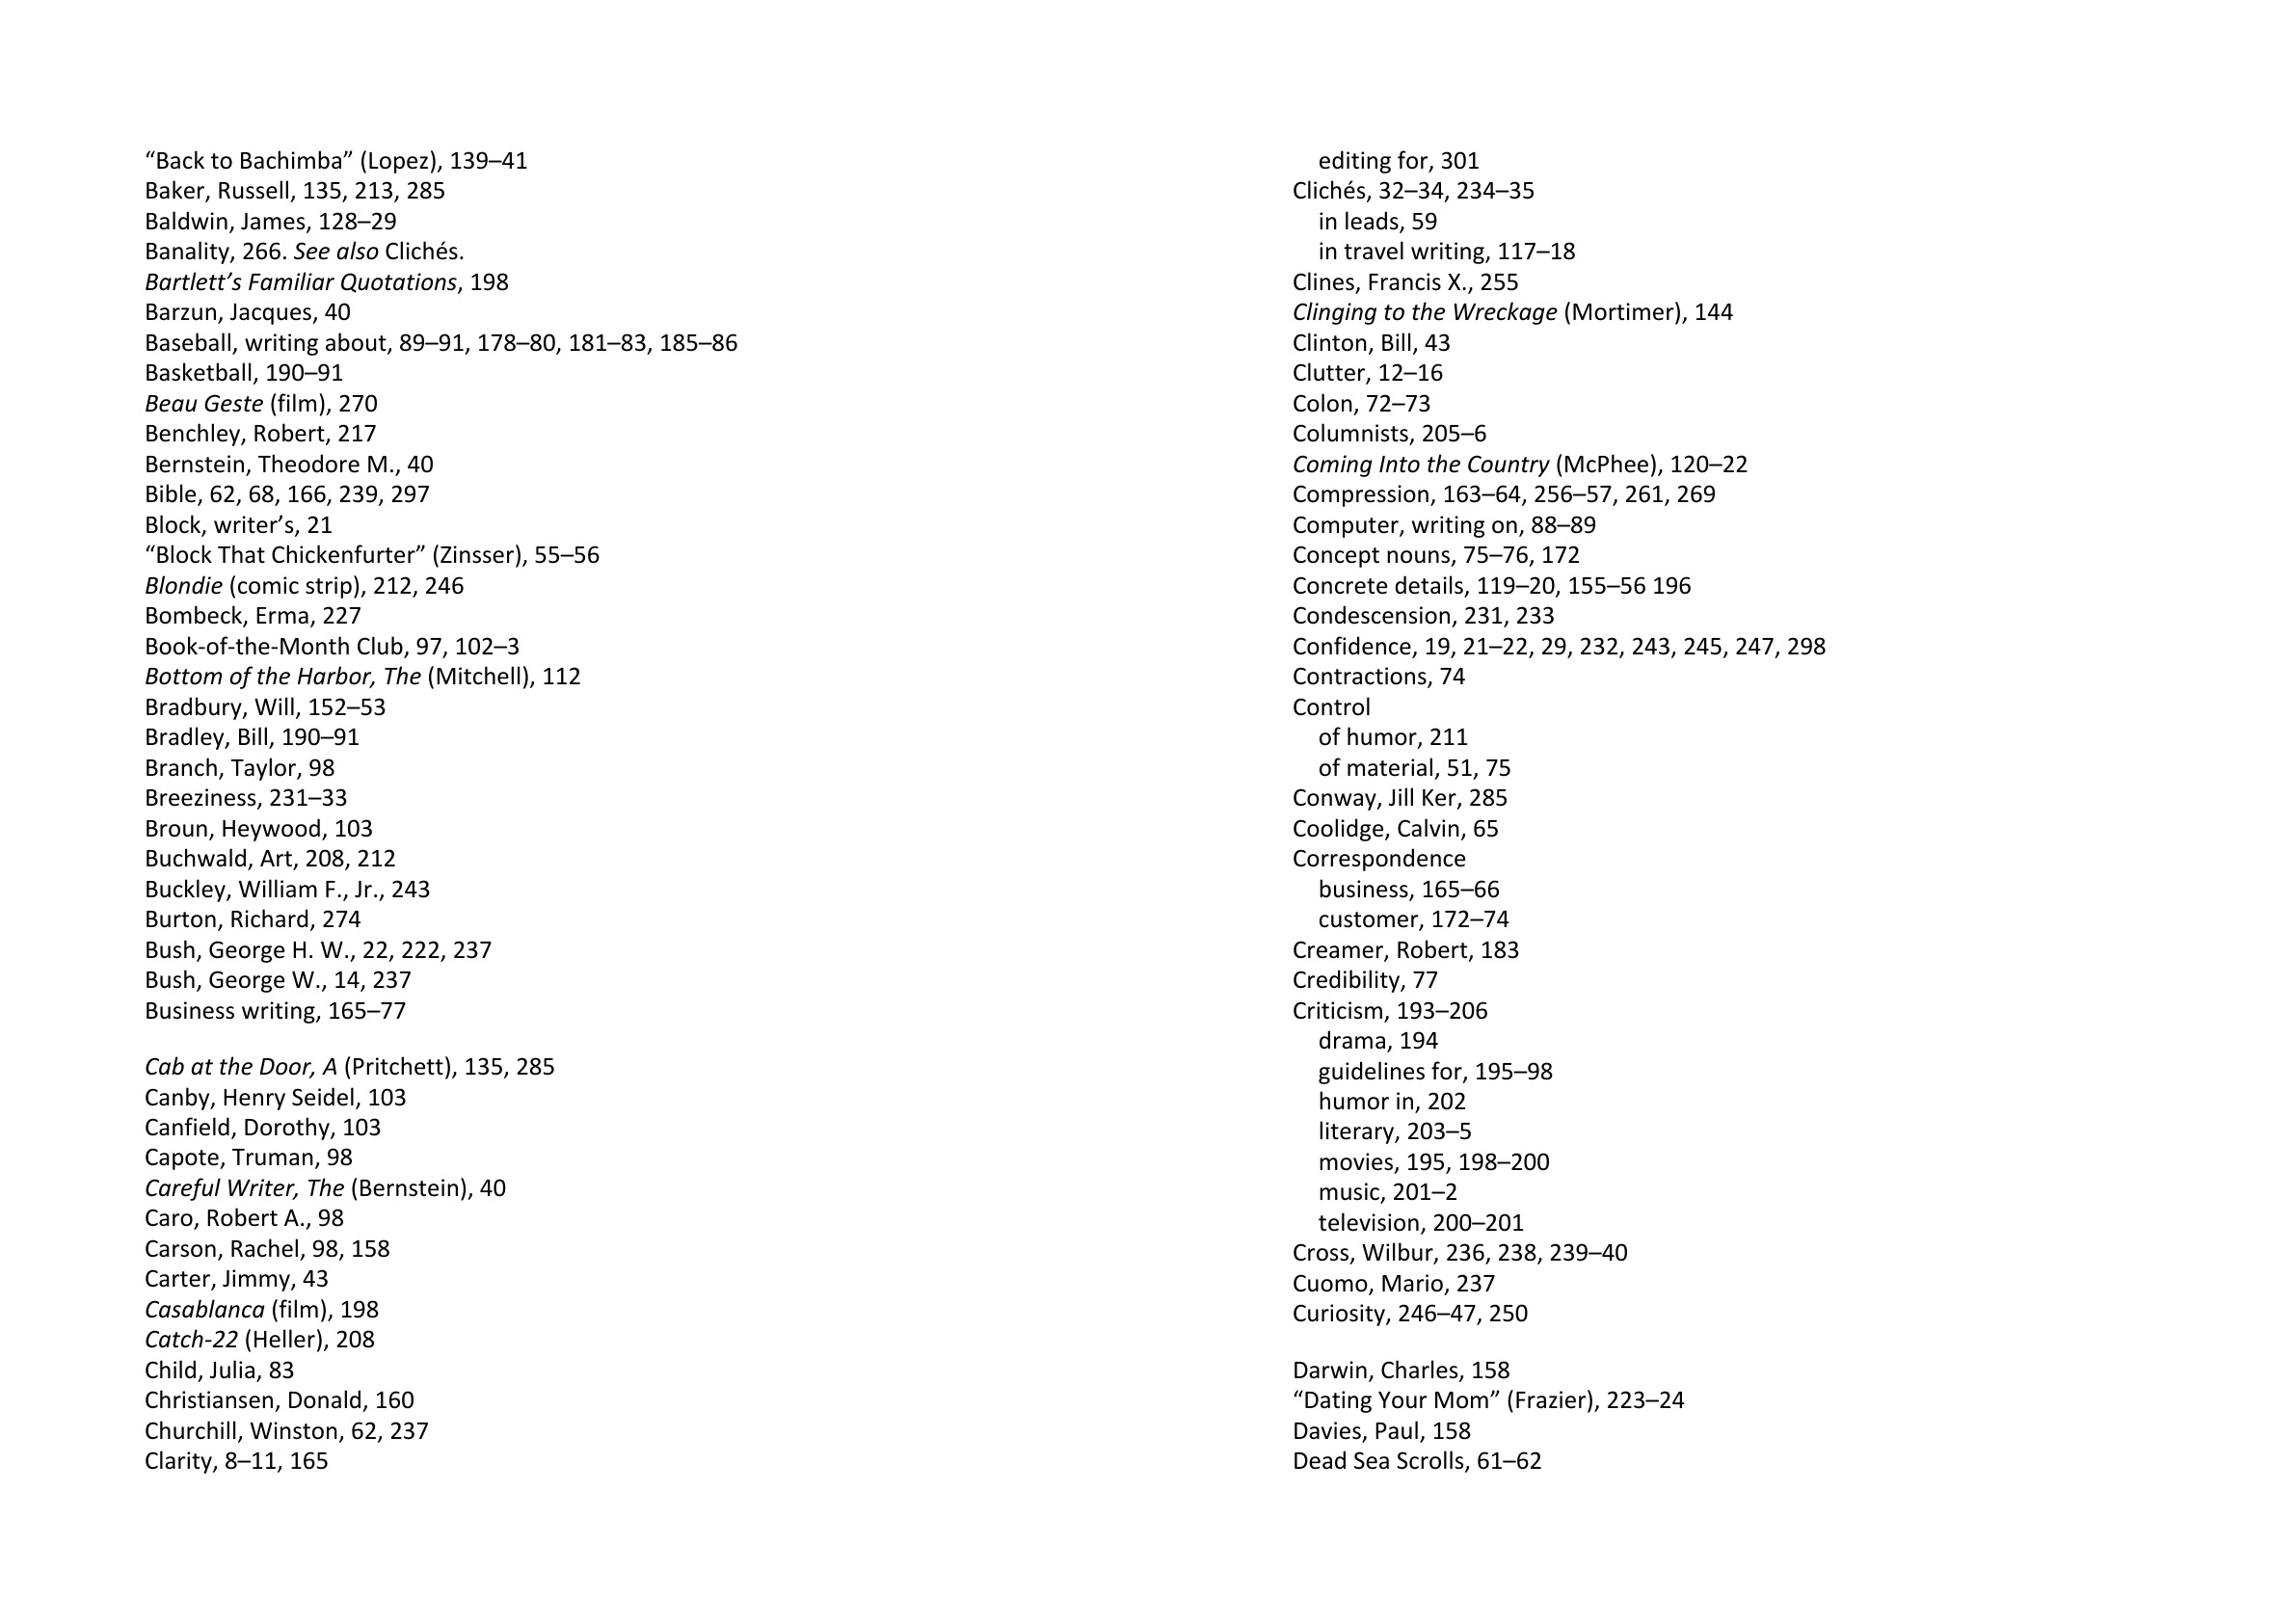 “Back to Bachimba” (Lopez), 139–41
Baker, Russell, 135, 213, 285
Baldwin, James, 128–29
Banality, 266. See also Clichés.
Bartlett’s Familiar Quotations, 198
Barzun, Jacques, 40
Baseball, writing about, 89–91, 178–80, 181–83, 185–86
Basketball, 190–91
Beau Geste (film), 270
Benchley, Robert, 217
Bernstein, Theodore M., 40
Bible, 62, 68, 166, 239, 297
Block, writer’s, 21
“Block That Chickenfurter” (Zinsser), 55–56
Blondie (comic strip), 212, 246
Bombeck, Erma, 227
Book-of-the-Month Club, 97, 102–3
Bottom of the Harbor, The (Mitchell), 112
Bradbury, Will, 152–53
Bradley, Bill, 190–91
Branch, Taylor, 98
Breeziness, 231–33
Broun, Heywood, 103
Buchwald, Art, 208, 212
Buckley, William F., Jr., 243
Burton, Richard, 274
Bush, George H. W., 22, 222, 237
Bush, George W., 14, 237
Business writing, 165–77
Cab at the Door, A (Pritchett), 135, 285
Canby, Henry Seidel, 103
Canfield, Dorothy, 103
Capote, Truman, 98
Careful Writer, The (Bernstein), 40
Caro, Robert A., 98
Carson, Rachel, 98, 158
Carter, Jimmy, 43
Casablanca (film), 198
Catch-22 (Heller), 208
Child, Julia, 83
Christiansen, Donald, 160
Churchill, Winston, 62, 237
Clarity, 8–11, 165
editing for, 301
Clichés, 32–34, 234–35
in leads, 59
in travel writing, 117–18
Clines, Francis X., 255
Clinging to the Wreckage (Mortimer), 144
Clinton, Bill, 43
Clutter, 12–16
Colon, 72–73
Columnists, 205–6
Coming Into the Country (McPhee), 120–22
Compression, 163–64, 256–57, 261, 269
Computer, writing on, 88–89
Concept nouns, 75–76, 172
Concrete details, 119–20, 155–56 196
Condescension, 231, 233
Confidence, 19, 21–22, 29, 232, 243, 245, 247, 298
Contractions, 74
Control
of humor, 211
of material, 51, 75
Conway, Jill Ker, 285
Coolidge, Calvin, 65
Correspondence
business, 165–66
customer, 172–74
Creamer, Robert, 183
Credibility, 77
Criticism, 193–206
drama, 194
guidelines for, 195–98
humor in, 202
literary, 203–5
movies, 195, 198–200
music, 201–2
television, 200–201
Cross, Wilbur, 236, 238, 239–40
Cuomo, Mario, 237
Curiosity, 246–47, 250
Darwin, Charles, 158
“Dating Your Mom” (Frazier), 223–24
Davies, Paul, 158
Dead Sea Scrolls, 61–62